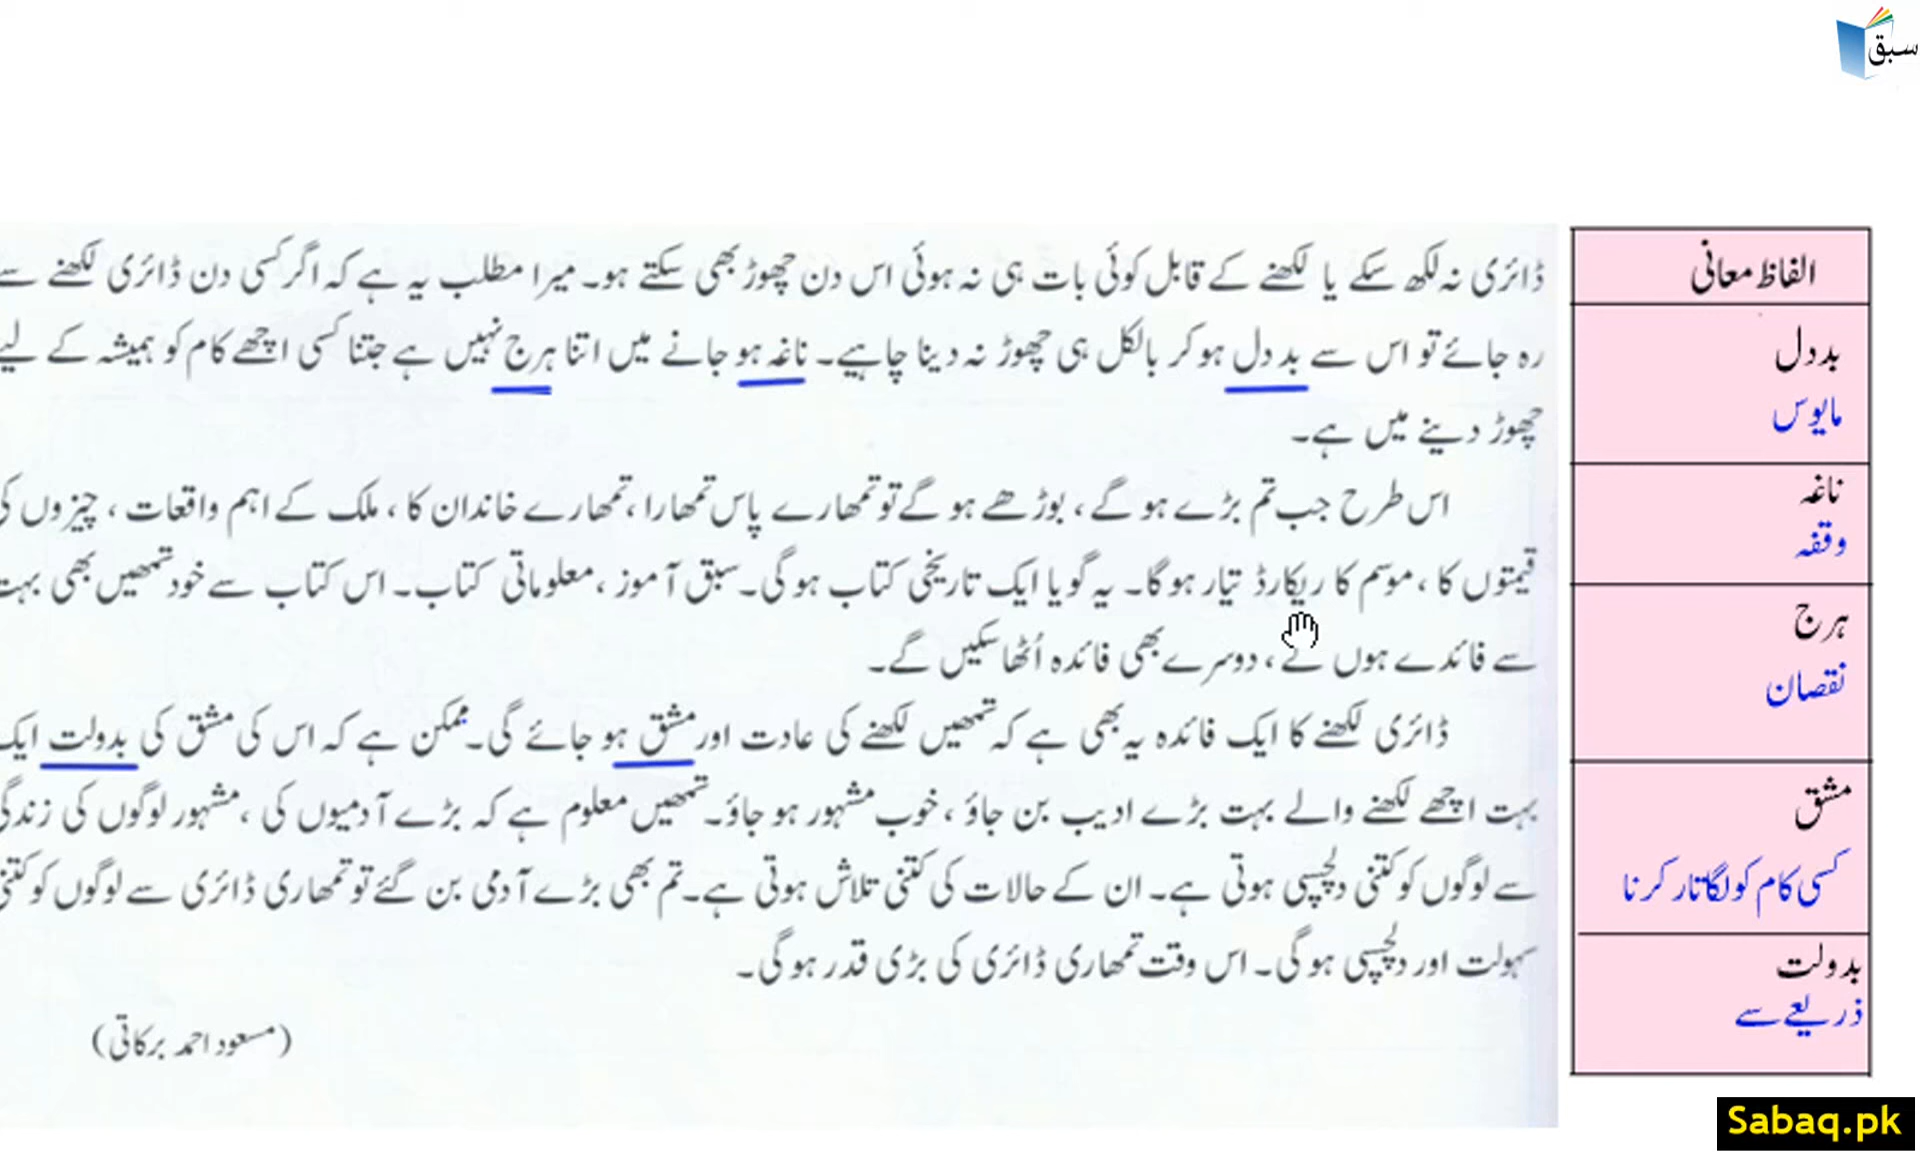 سبق
ڈائری نہ لکھ سکے یا لکھنے کے قابل کوئی بات ہی نہ ہوئی اس دن چھوڑ بھی سکتے ہو۔ میرا مطلب یہ ہے کہ اگر کسی دن ڈائری لکھنے سے
رہ جائے تو اس سے بد دل ہو کر بالکل ہی چھوڑ نہ دینا چاہیے۔ ناغہ ہو جانے میں اتنا ہرج نہیں ہے جتنا کسی اچھے کام کو ہمیشہ کے لیے
چھوڑ دینے میں ہے۔
اس طرح جب تم بڑے ہو گے، بوڑھے ہو گے تو تمھارے پاس تمھارا، تمھارے خاندان کا، ملک کے اہم واقعات، چیزوں کی
قیمتوں کا، موسم کا ریکارڈ تیار ہوگا۔ یہ گویا ایک تاریخی کتاب ہوگی۔ سبق آموز، معلوماتی کتاب۔ اس کتاب سے خود تمھیں بھی بہت
سے فائدے ہوں گے، دوسرے بھی فائدہ اُٹھا سکیں گے۔
ڈائری لکھنے کا ایک فائدہ یہ بھی ہے کہ تمھیں لکھنے کی عادت اور مشق ہو جائے گی۔ ممکن ہے کہ اس کی مشق کی بدولت ایک
بہت اچھے لکھنے والے بہت بڑے ادیب بن جاؤ، خوب مشہور ہو جاؤ۔ تمھیں معلوم ہے کہ بڑے آدمیوں کی، مشہور لوگوں کی زندگی
سے لوگوں کو کتنی دلچسپی ہوتی ہے۔ ان کے حالات کی کتنی تلاش ہوتی ہے۔ تم بھی بڑے آدمی بن گئے تو تمھاری ڈائری سے لوگوں کو کتنی
سہولت اور دلچسپی ہوگی۔ اس وقت تمھاری ڈائری کی بڑی قدر ہوگی۔
(مسعود احمد برکاتی)
الفاظ معانی
بد دل
مایوس
ناغہ
وقفہ
ہرج
نقصان
مشق
کسی کام کو لگاتار کرنا
بدولت
ذریعے سے
Sabaq.pk